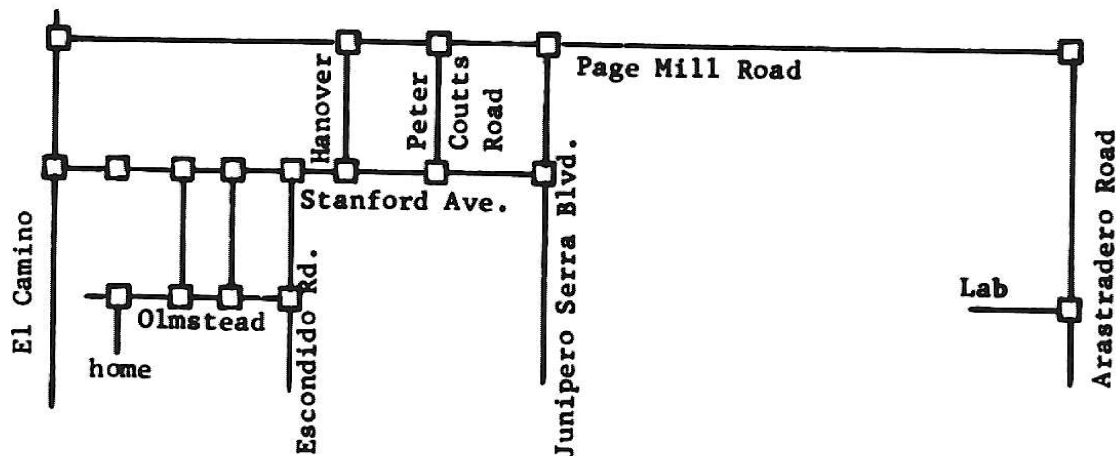 Page Mill Road
Hanover
Peter
Coutts
Road
Stanford Ave.
El Camino
Olmstead
home
Escondido Rd.
Junipero Serra Blvd.
Lab
Arastradero Road